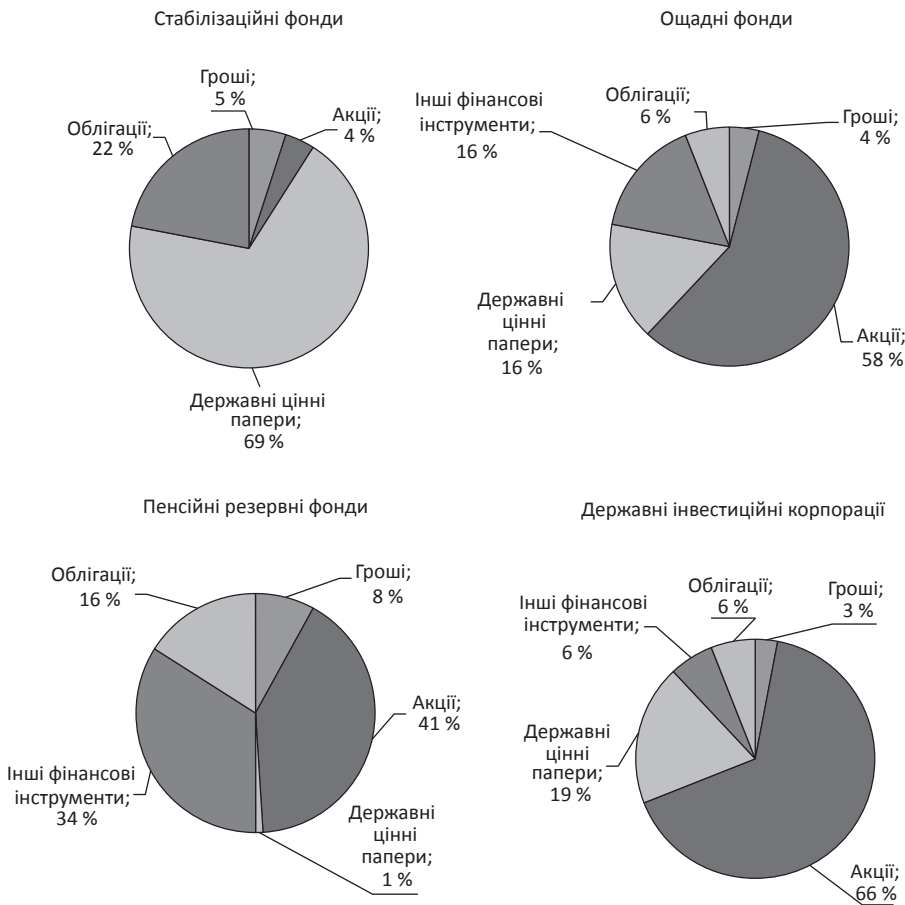 Стабілізаційні фонди
Гроші;
5 %
Акції;
4 %
Облігації;
22 %
Державні цінні
папери;
69 %
Ощадні фонди
Інші фінансові
інструменти;
16 %
Облігації;
6 %
Гроші;
4 %
Державні
цінні
папери;
16 %
Акції;
58 %
Пенсійні резервні фонди
Облігації;
16 %
Гроші;
8 %
Акції;
41 %
Інші фінансові
інструменти;
34 %
Державні
цінні
папери;
1 %
Державні інвестиційні корпорації
Інші фінансові
інструменти;
6 %
Облігації;
6 %
Гроші;
3 %
Державні
цінні
папери;
19 %
Акції;
66 %